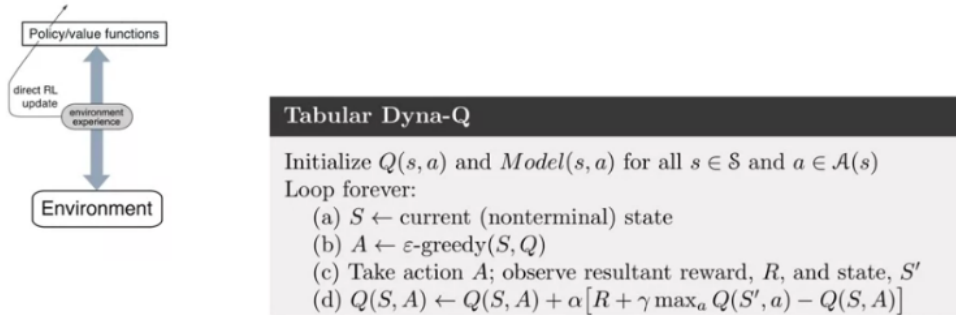 Policy/value functions
direct RL
update
environment
experience
Environment
Tabular Dyna-Q
Initialize Q(s, a) and Model(s, a) for all s ∈ 𝒮 and a ∈ 𝒜(s)
Loop forever:
(a) S ← current (nonterminal) state
(b) A ← ε-greedy(S, Q)
(c) Take action A; observe resultant reward, R, and state, S′
(d) Q(S, A) ← Q(S, A) + α[R + γ maxₐ Q(S′, a) − Q(S, A)]